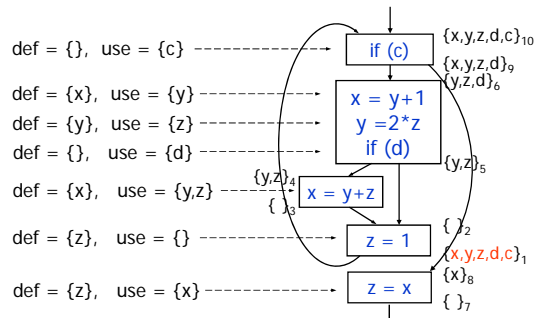 {x,y,z,d,c}10
def = {}, use = {c}
if (c)
{x,y,z,d}9
{y,z,d}6
def = {x}, use = {y}
x = y+1
def = {y}, use = {z}
y =2*z
def = {}, use = {d}
if (d)
{y,z}5
{y,z}4
def = {x}, use = {y,z}
x = y+z
{ }3
{ }2
def = {z}, use = {}
z = 1
{x,y,z,d,c}1
{x}8
def = {z}, use = {x}
z = x
{ }7